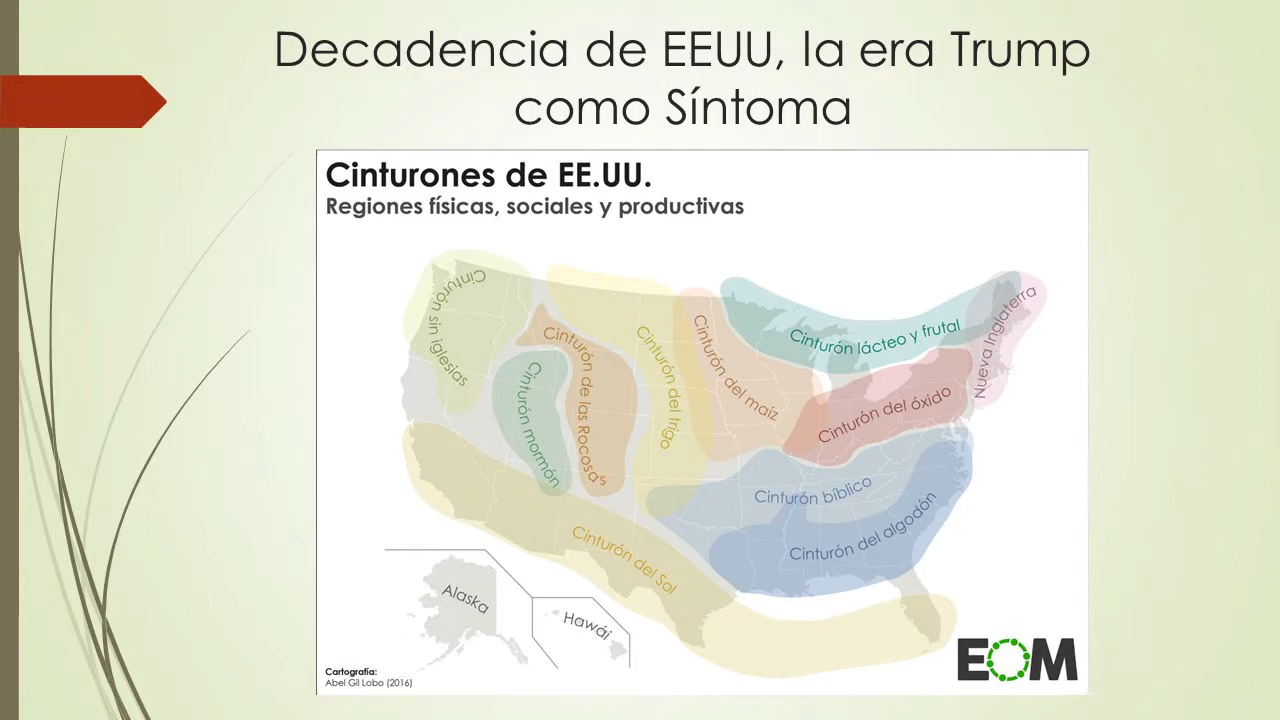 Decadencia de EEUU, la era Trump
como Síntoma
Cinturones de EE.UU.
Regiones físicas, sociales y productivas
Cinturón sin iglesias
Cinturón de las Rocosas
Cinturón mormón
Cinturón del trigo
Cinturón del maíz
Cinturón lácteo y frutal
Nueva Inglaterra
Cinturón del óxido
Cinturón bíblico
Cinturón del algodón
Cinturón del Sol
Alaska
Hawái
Cartografía:
Abel Gil Lobo (2016)
EOM